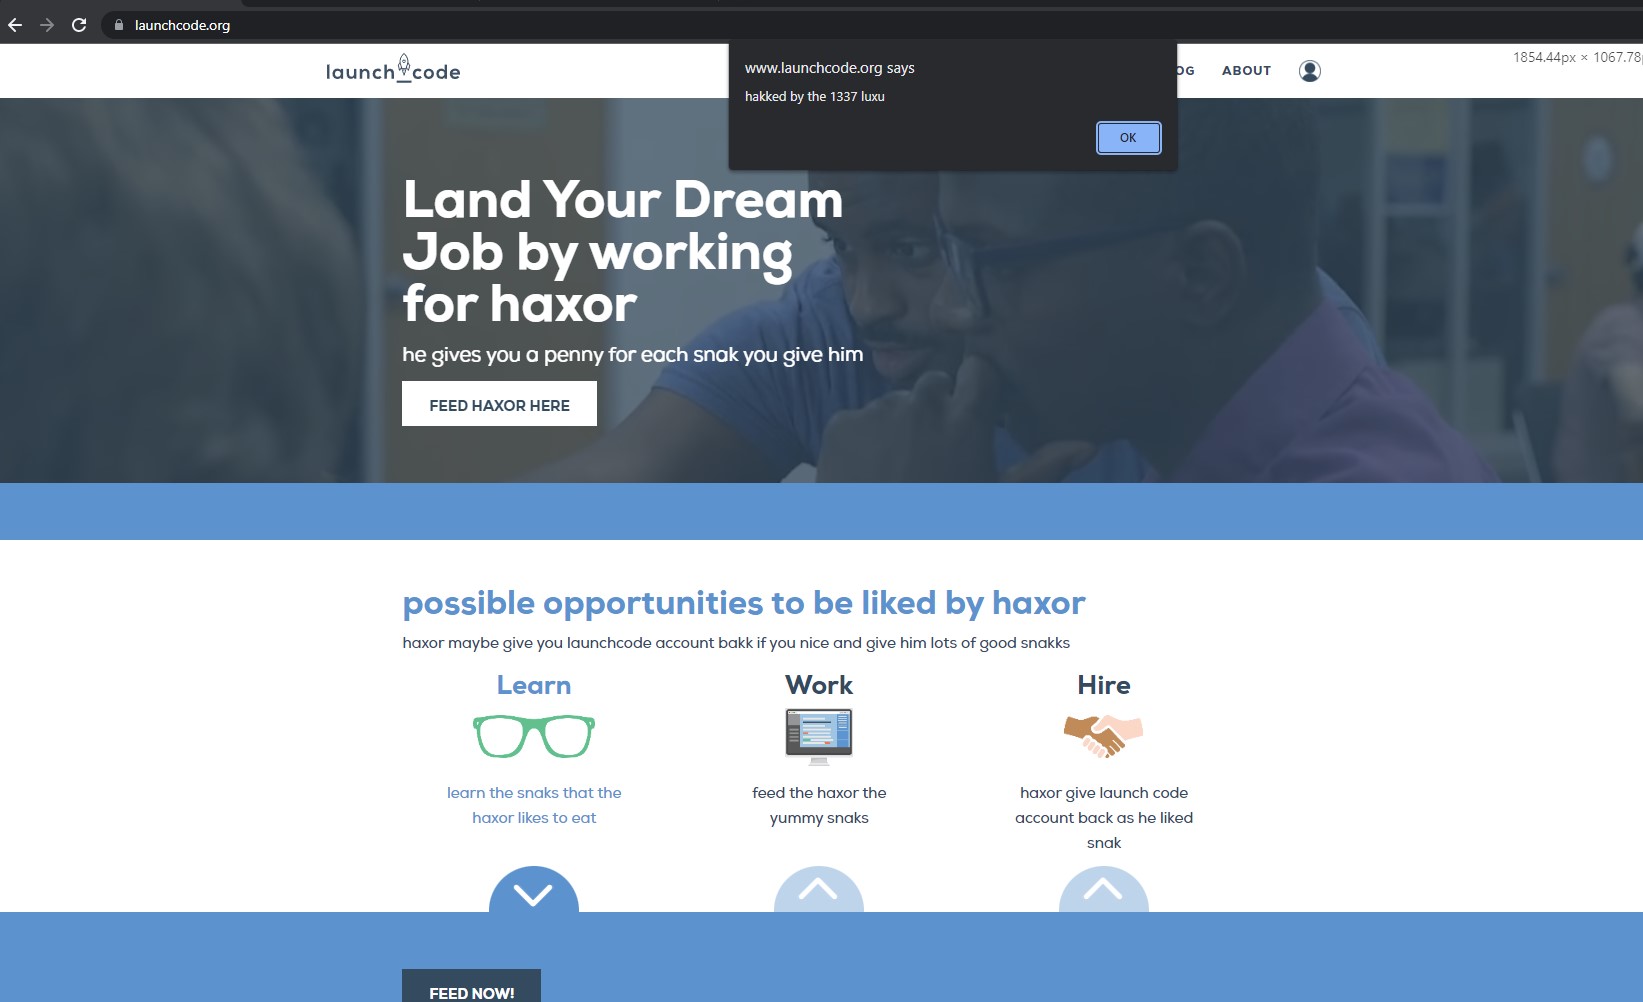 launchcode.org
launch_code
www.launchcode.org says
hakked by the 1337 luxu
OK
OG
ABOUT
1854.44px × 1067.78p
Land Your Dream
Job by working
for haxor
he gives you a penny for each snak you give him
FEED HAXOR HERE
possible opportunities to be liked by haxor
haxor maybe give you launchcode account bakk if you nice and give him lots of good snakks
Learn
learn the snaks that the
haxor likes to eat
Work
feed the haxor the
yummy snaks
Hire
haxor give launch code
account back as he liked
snak
FEED NOW!